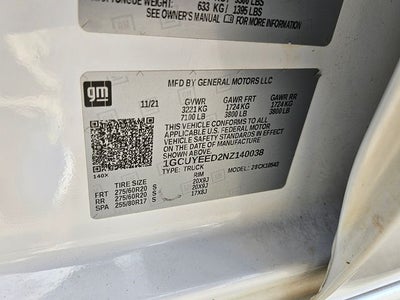 633 KG / 1395 LBS
SEE OWNER'S MANUAL FOR MORE INFORMATION
gm
MFD BY GENERAL MOTORS LLC
11/21
GVWR GAWR FRT GAWR RR
3221 KG 1724 KG 1724 KG
7100 LB 3800 LB 3800 LB
THIS VEHICLE CONFORMS TO ALL
APPLICABLE U.S. FEDERAL MOTOR
VEHICLE SAFETY STANDARDS IN EFFECT
ON THE DATE OF MANUFACTURE
SHOWN ABOVE.
1GCUYEED2NZ140038
TYPE: TRUCK
140X
TIRE SIZE RIM
FRT 275/60R20 S 20X9J
RR 275/60R20 S 20X9J
SPA 255/80R17 S 17X8J